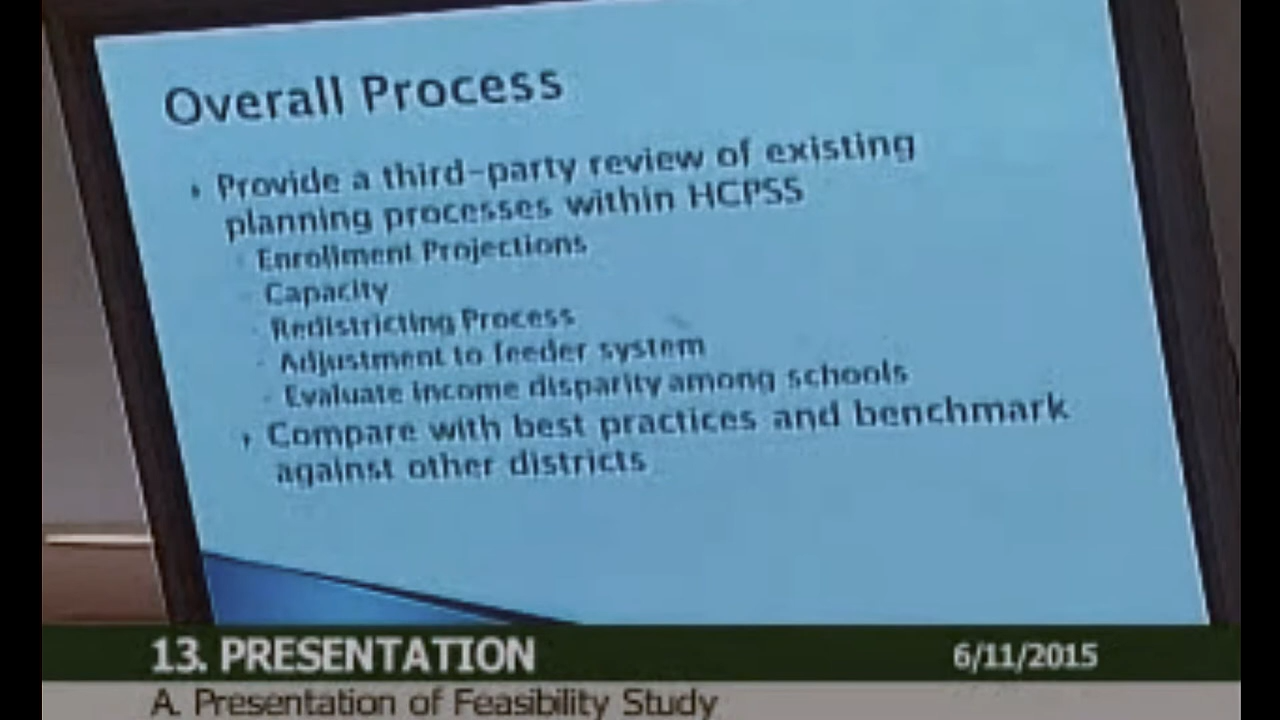 Overall Process
Provide a third-party review of existing
planning processes within HCPSS
Enrollment Projections
Capacity
Redistricting Process
Adjustment to feeder system
Evaluate income disparity among schools
Compare with best practices and benchmark
against other districts
13. PRESENTATION 6/11/2015
A. Presentation of Feasibility Study